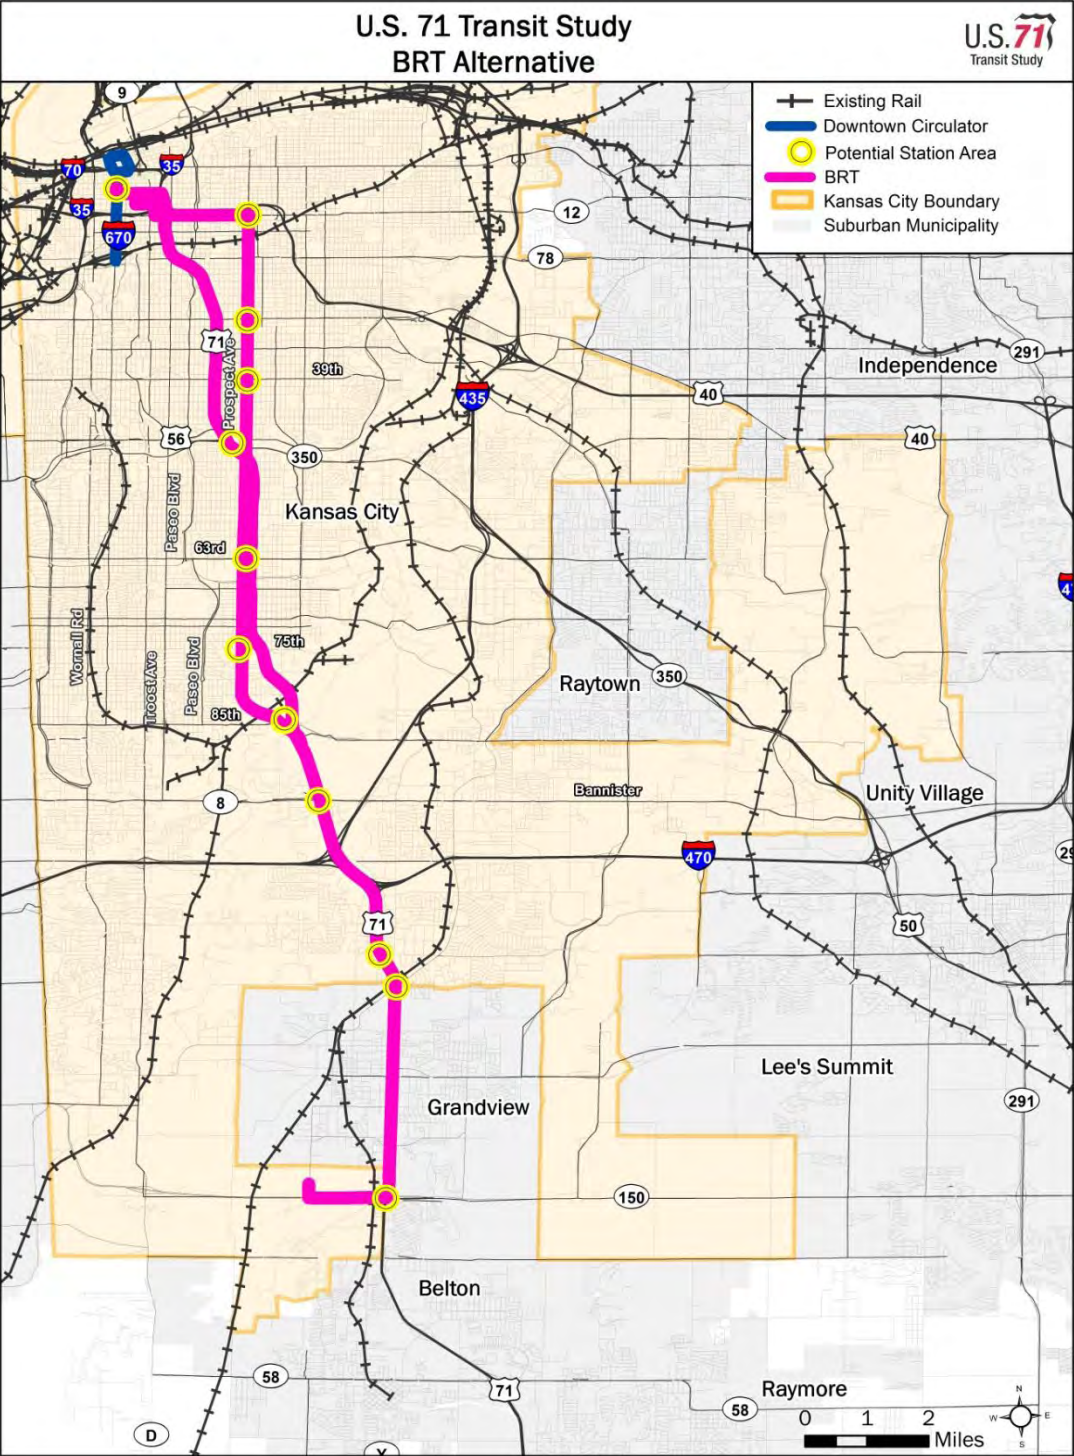 U.S. 71 Transit Study
BRT Alternative
U.S. 71
Transit Study
Existing Rail
Downtown Circulator
Potential Station Area
BRT
Kansas City Boundary
Suburban Municipality
9
70
35
35
670
12
78
71
Prospect Ave
39th
291
Independence
40
435
40
56
350
Paseo Blvd
Kansas City
63rd
Wornall Rd
Troost Ave
Paseo Blvd
75th
Raytown
350
85th
8
Bannister
Unity Village
470
71
50
Lee's Summit
291
Grandview
150
Belton
58
71
Raymore
58
D
N
W
E
S
0 1 2
Miles